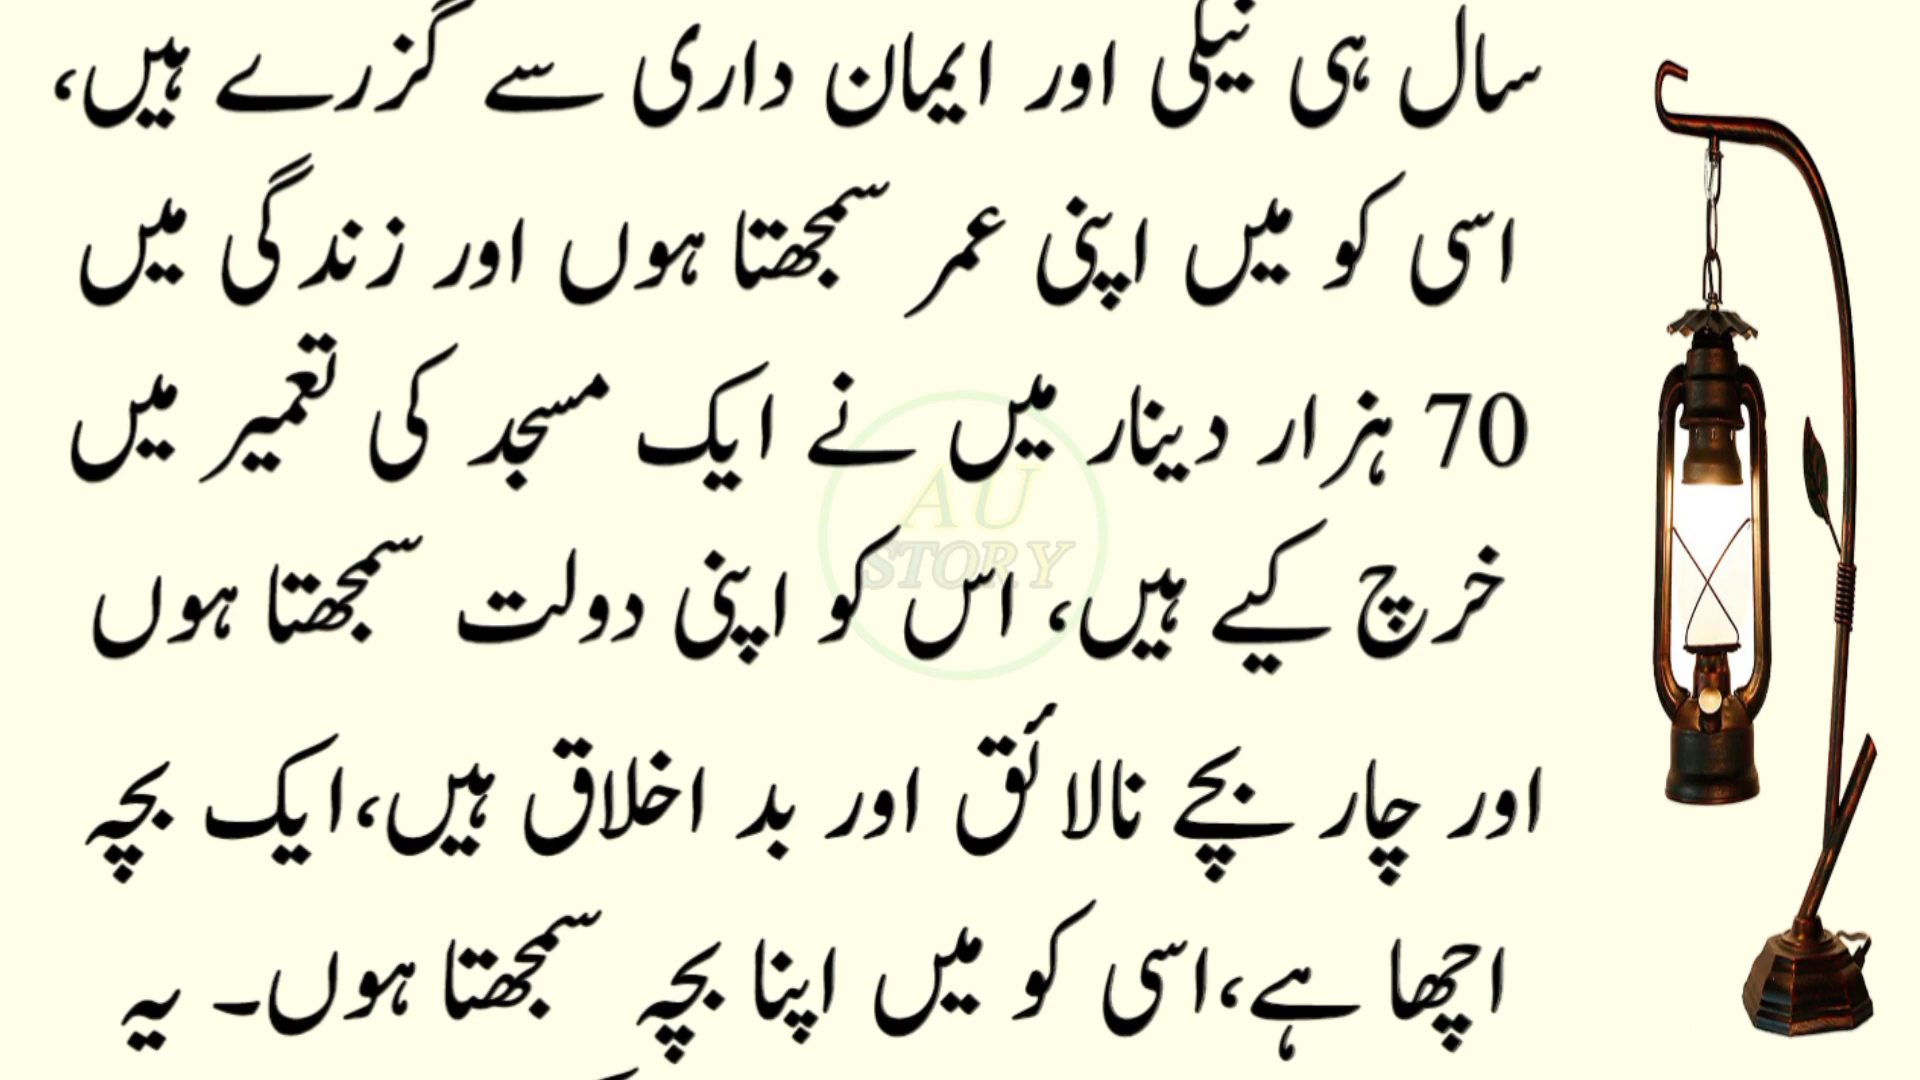 سال ہی نیکی اور ایمان داری سے گزرے ہیں،
اسی کو میں اپنی عمر سمجھتا ہوں اور زندگی میں
70 ہزار دینار میں نے ایک مسجد کی تعمیر میں
خرچ کیے ہیں، اس کو اپنی دولت سمجھتا ہوں
اور چار بچے نالائق اور بد اخلاق ہیں،ایک بچہ
اچھا ہے،اسی کو میں اپنا بچہ سمجھتا ہوں۔ یہ
AU
STORY